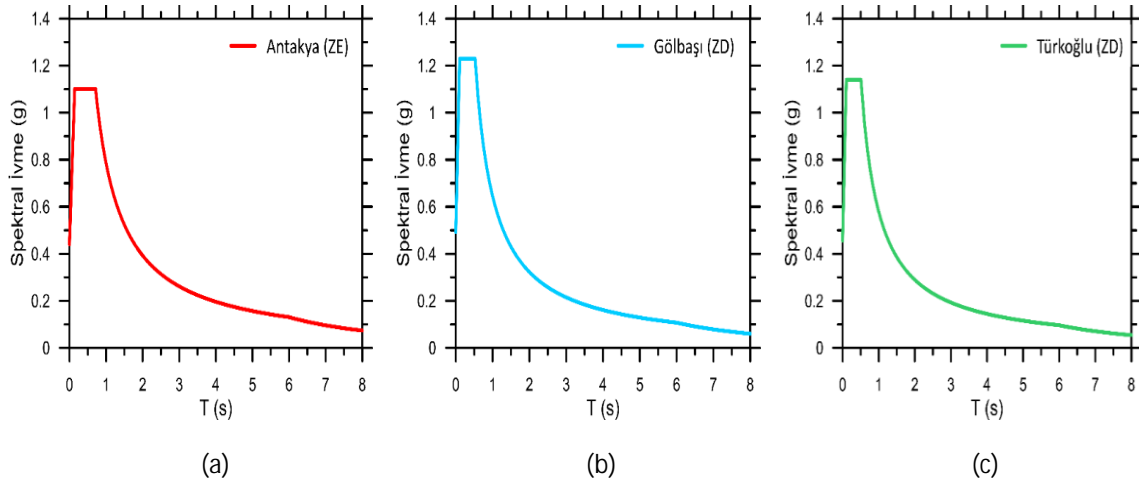 1.4
1.2
1
0.8
0.6
0.4
0.2
0
Spektral İvme (g)
Antakya (ZE)
0 1 2 3 4 5 6 7 8
T (s)
(a)
1.4
1.2
1
0.8
0.6
0.4
0.2
0
Spektral İvme (g)
Gölbaşı (ZD)
0 1 2 3 4 5 6 7 8
T (s)
(b)
1.4
1.2
1
0.8
0.6
0.4
0.2
0
Spektral İvme (g)
Türkoğlu (ZD)
0 1 2 3 4 5 6 7 8
T (s)
(c)